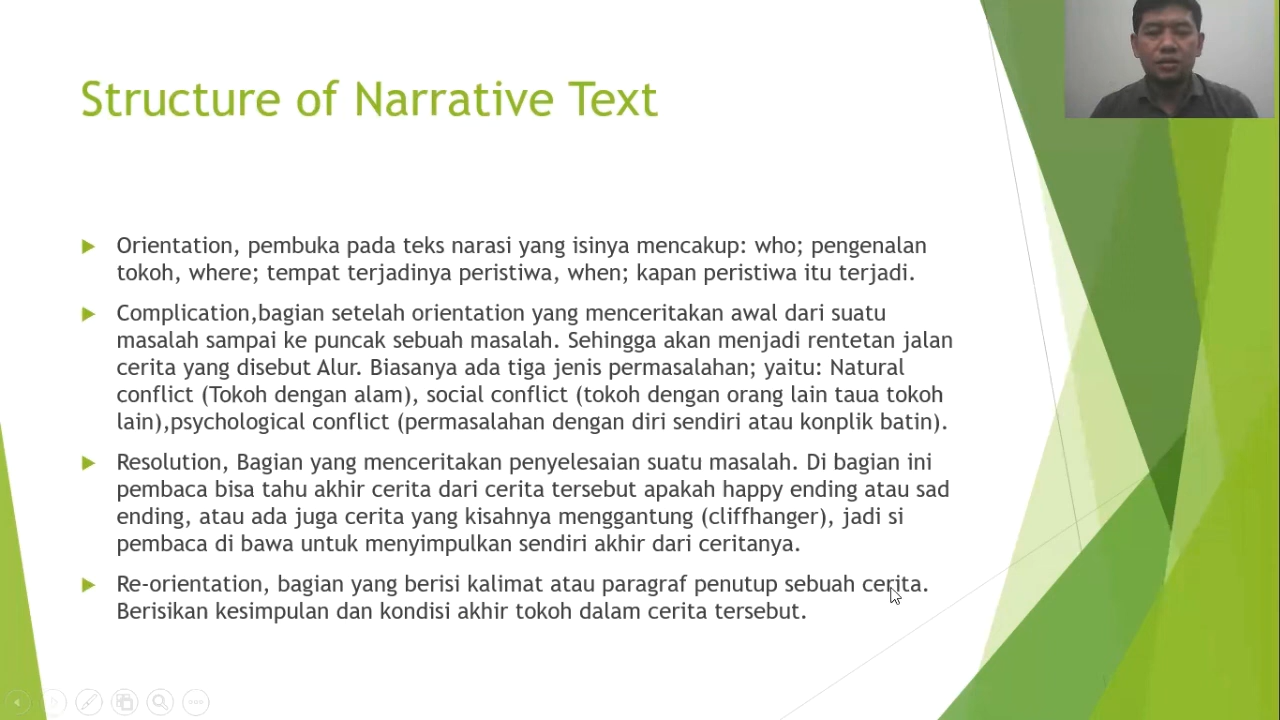 Structure of Narrative Text
Orientation, pembuka pada teks narasi yang isinya mencakup: who; pengenalan
tokoh, where; tempat terjadinya peristiwa, when; kapan peristiwa itu terjadi.
Complication,bagian setelah orientation yang menceritakan awal dari suatu
masalah sampai ke puncak sebuah masalah. Sehingga akan menjadi rentetan jalan
cerita yang disebut Alur. Biasanya ada tiga jenis permasalahan; yaitu: Natural
conflict (Tokoh dengan alam), social conflict (tokoh dengan orang lain taua tokoh
lain),psychological conflict (permasalahan dengan diri sendiri atau konplik batin).
Resolution, Bagian yang menceritakan penyelesaian suatu masalah. Di bagian ini
pembaca bisa tahu akhir cerita dari cerita tersebut apakah happy ending atau sad
ending, atau ada juga cerita yang kisahnya menggantung (cliffhanger), jadi si
pembaca di bawa untuk menyimpulkan sendiri akhir dari ceritanya.
Re-orientation, bagian yang berisi kalimat atau paragraf penutup sebuah cerita.
Berisikan kesimpulan dan kondisi akhir tokoh dalam cerita tersebut.